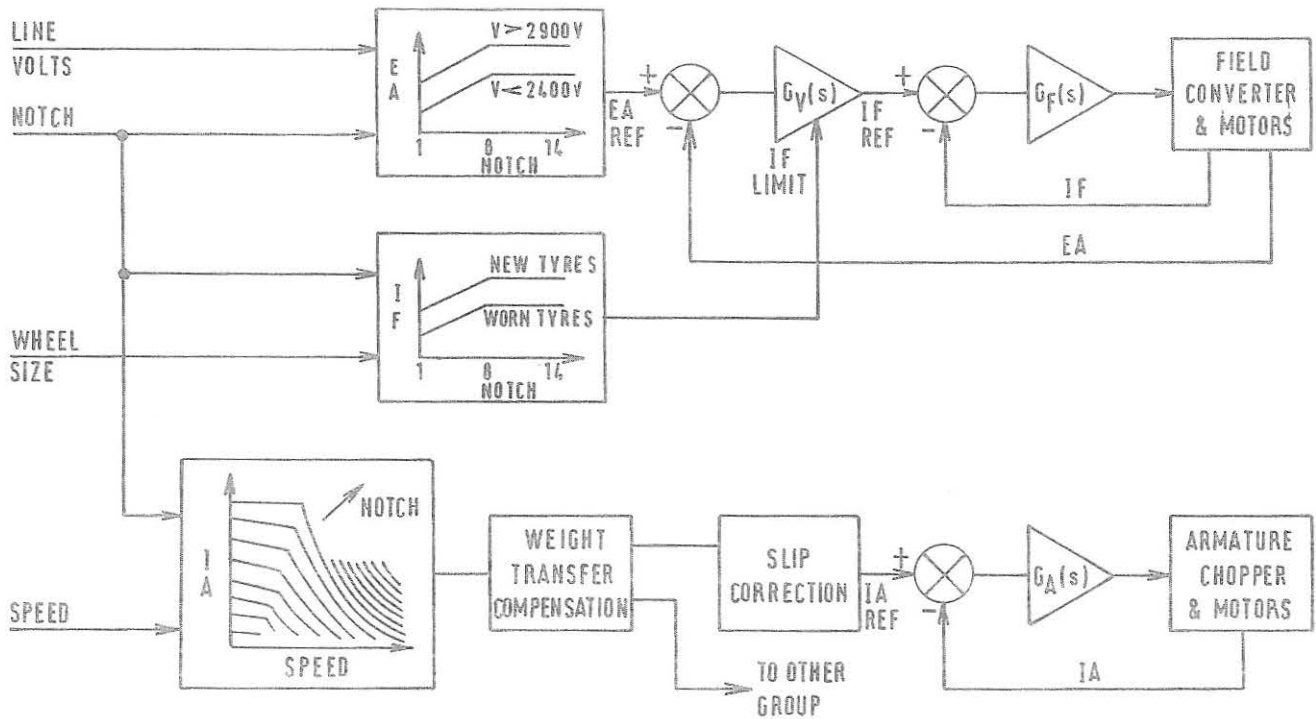 LINE
VOLTS
NOTCH
E
A
V > 2900V
V ≤ 2400V
1 8 14
NOTCH
+
-
EA
REF
GV(s)
IF
LIMIT
+
-
IF
REF
GF(s)
FIELD
CONVERTER
& MOTORS
IF
EA
WHEEL
SIZE
I
F
NEW TYRES
WORN TYRES
1 8 14
NOTCH
SPEED
I
A
NOTCH
SPEED
WEIGHT
TRANSFER
COMPENSATION
TO OTHER
GROUP
SLIP
CORRECTION
+
-
IA
REF
GA(s)
ARMATURE
CHOPPER
& MOTORS
IA